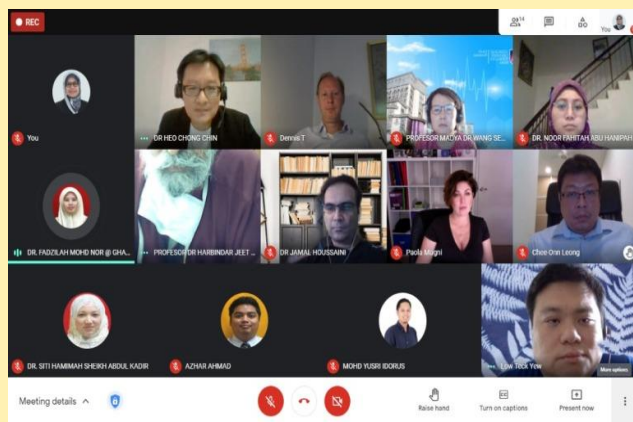 REC
14
You
You
DR HEO CHONG CHIN
Dennis T
PROFESOR MADYA DR WANG SE...
DR. NOOR FAHITAH ABU HANIPAH
DR. FADZILAH MOHD NOR @ GHA...
PROFESOR DR HARBINDAR JEET ...
DR JAMAL HOUSSAINI
Paola Magni
Chee Onn Leong
DR. SITI HAMIMAH SHEIKH ABDUL KADIR
AZHAR AHMAD
MOHD YUSRI IDORUS
Low Teck Yew
More options
Meeting details
Raise hand
Turn on captions
Present now